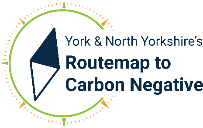 York & North Yorkshire's
Routemap to
Carbon Negative